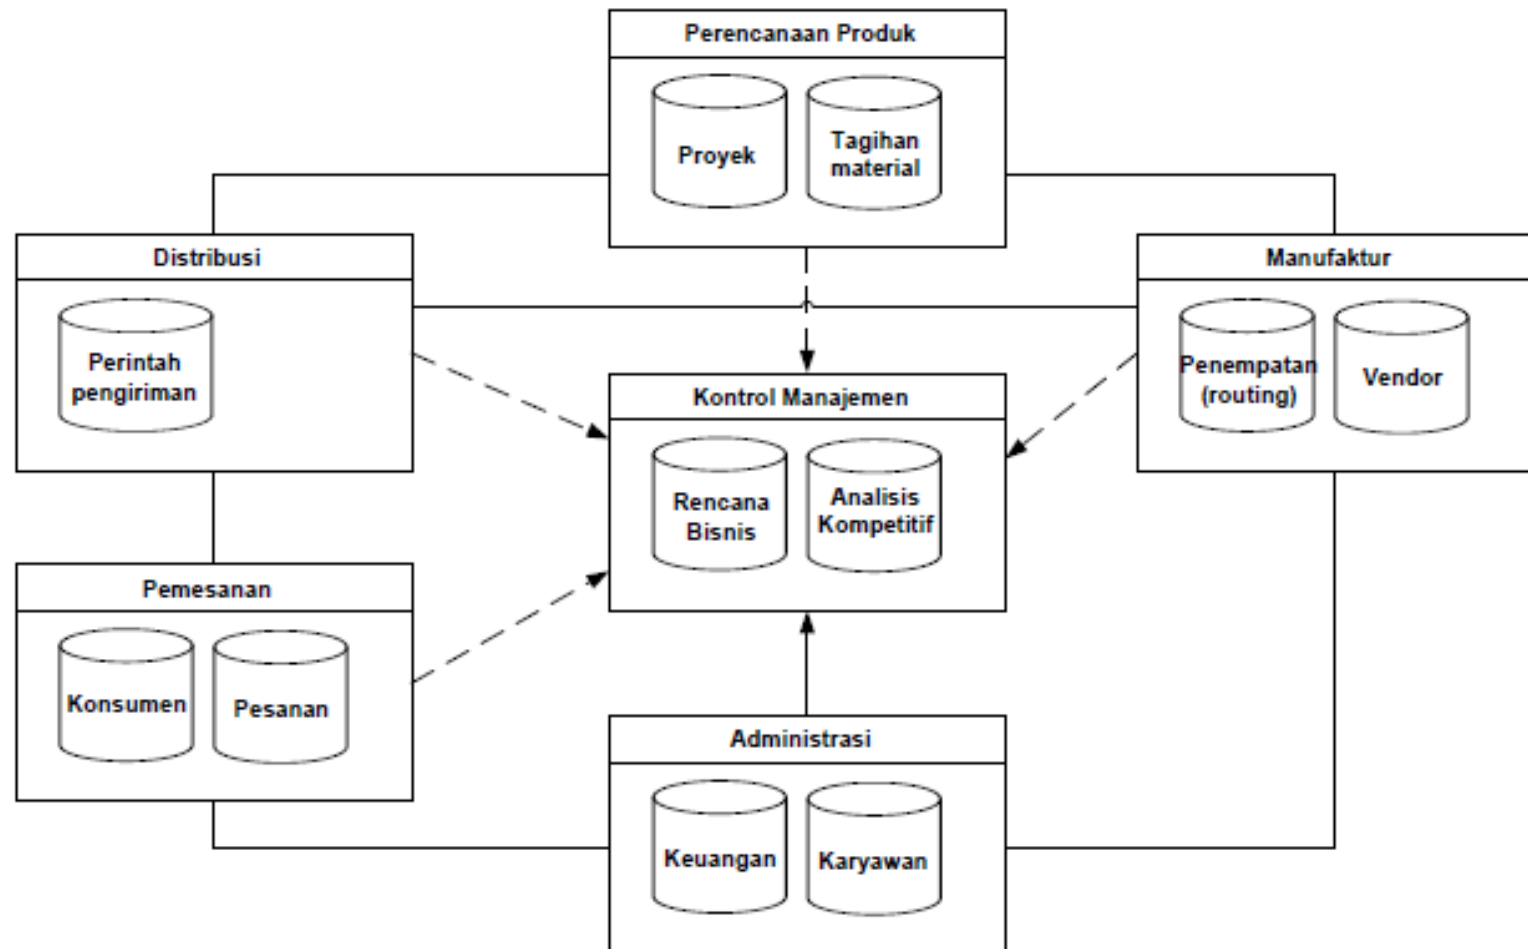 Perencanaan Produk
Proyek
Tagihan
material
Distribusi
Perintah
pengiriman
Manufaktur
Penempatan
(routing)
Vendor
Kontrol Manajemen
Rencana
Bisnis
Analisis
Kompetitif
Pemesanan
Konsumen
Pesanan
Administrasi
Keuangan
Karyawan